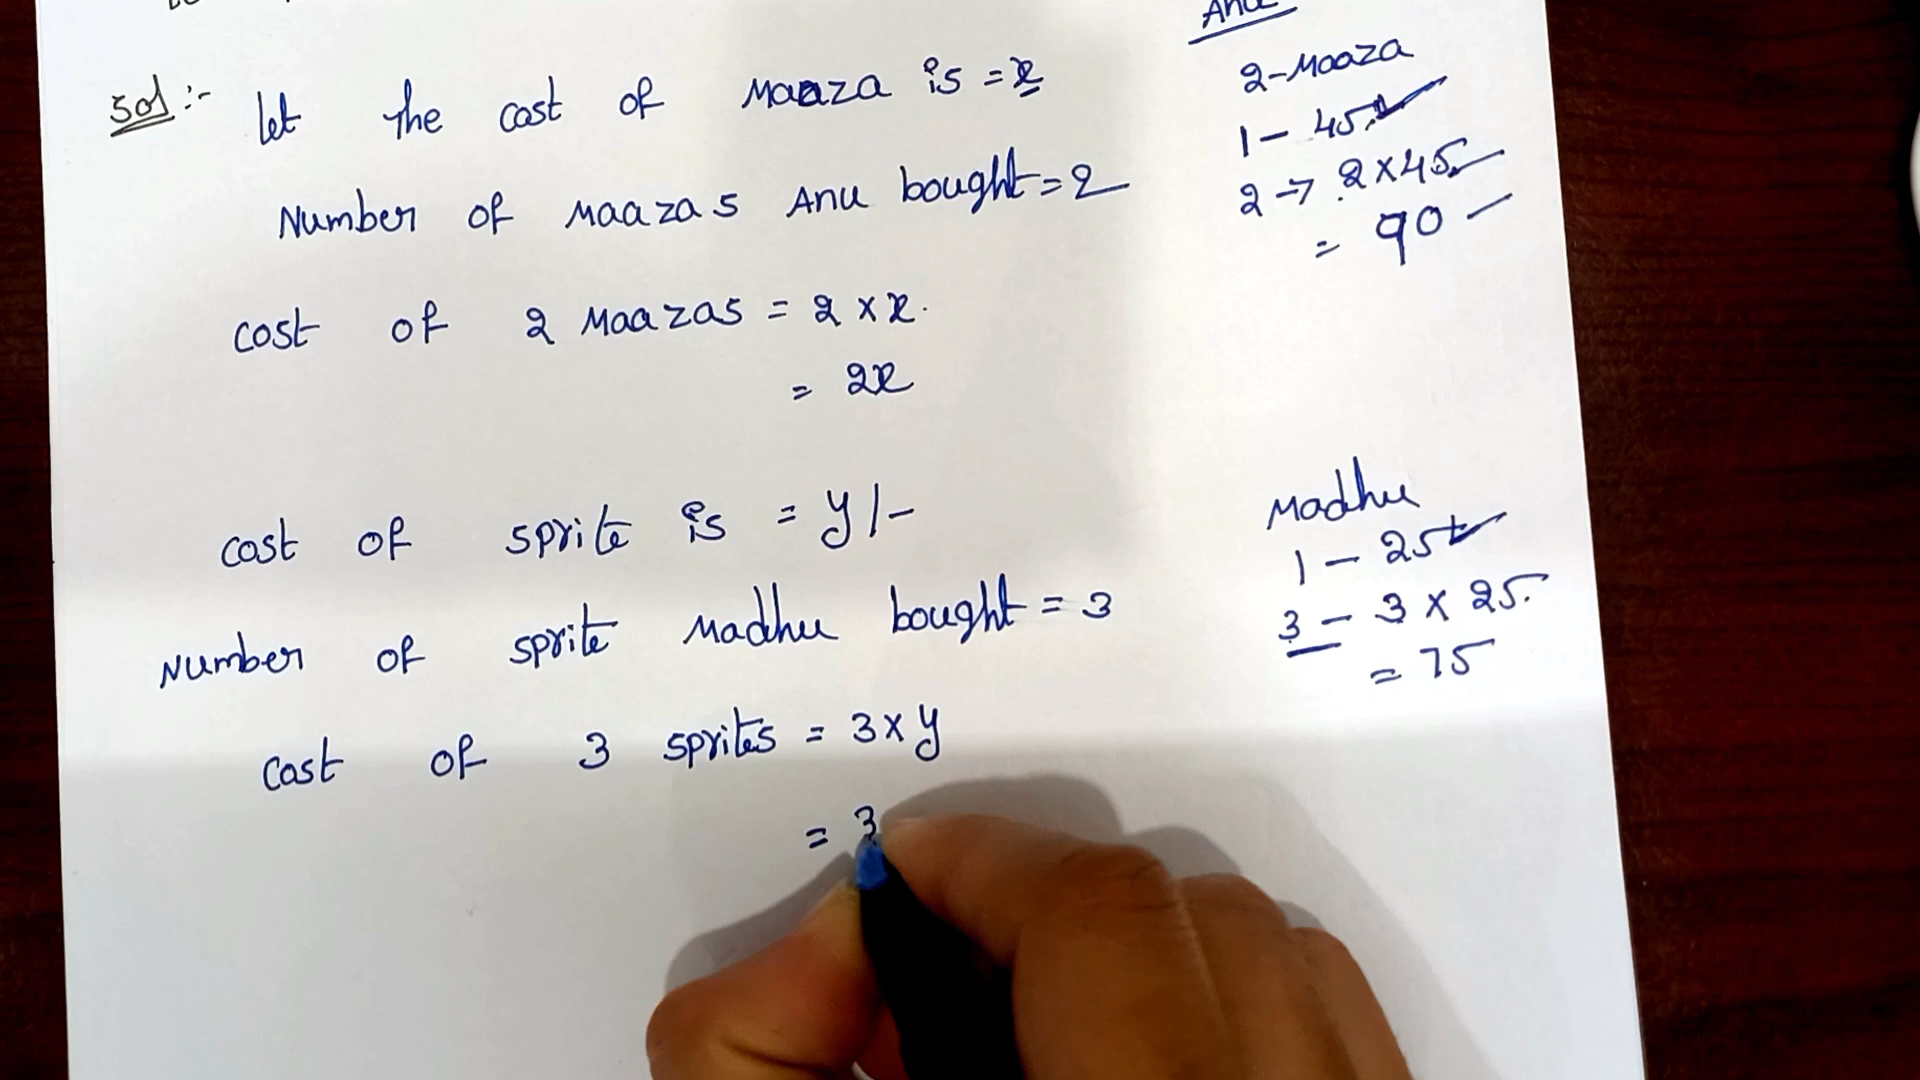 Sol :- let the cost of Maaza is = x
Number of Maazas Anu bought = 2
cost of 2 Maazas = 2 × x.
= 2x
cost of sprite is = y/-
Number of sprite Madhu bought = 3
cost of 3 sprites = 3 × y
= 3
Anu
2-Maaza
1 - 45
2 → 2 × 45
= 90
Madhu
1 - 25
3 - 3 × 25.
= 75